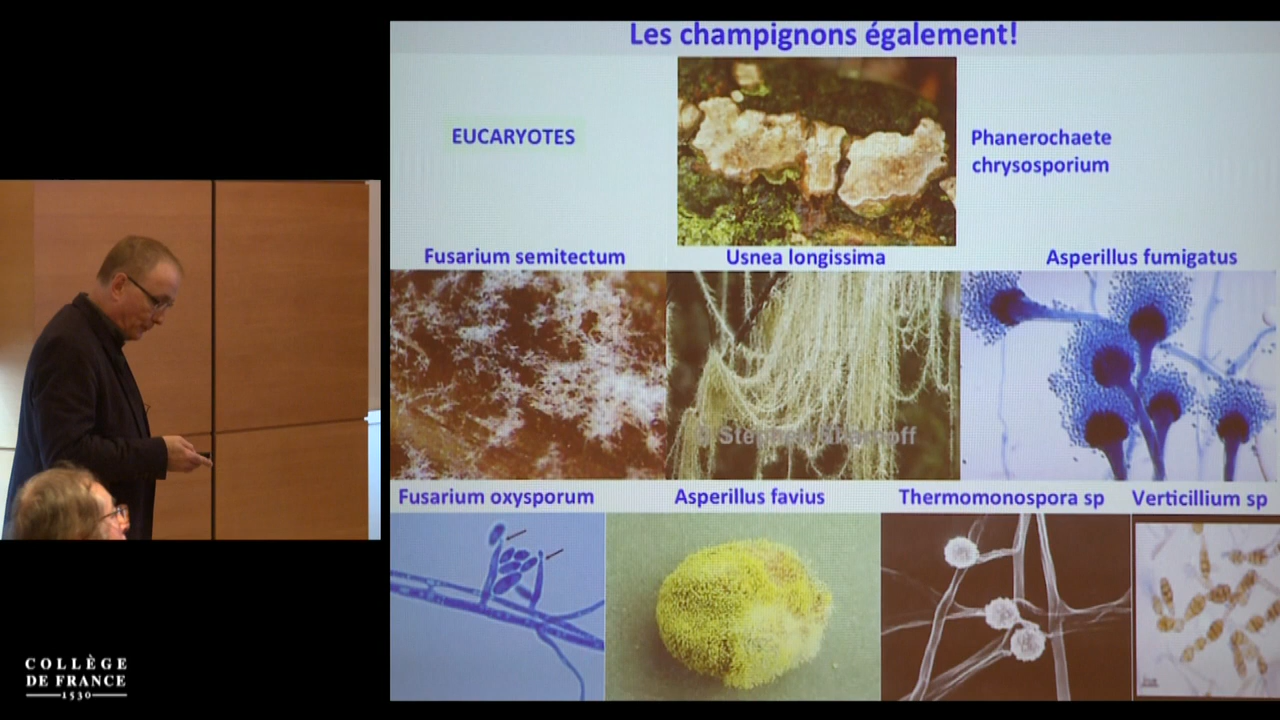 Les champignons également!
EUCARYOTES
Phanerochaete
chrysosporium
Fusarium semitectum
Usnea longissima
Asperillus fumigatus
Fusarium oxysporum
Asperillus favius
Thermomonospora sp
Verticillium sp
COLLÈGE
DE FRANCE
1530